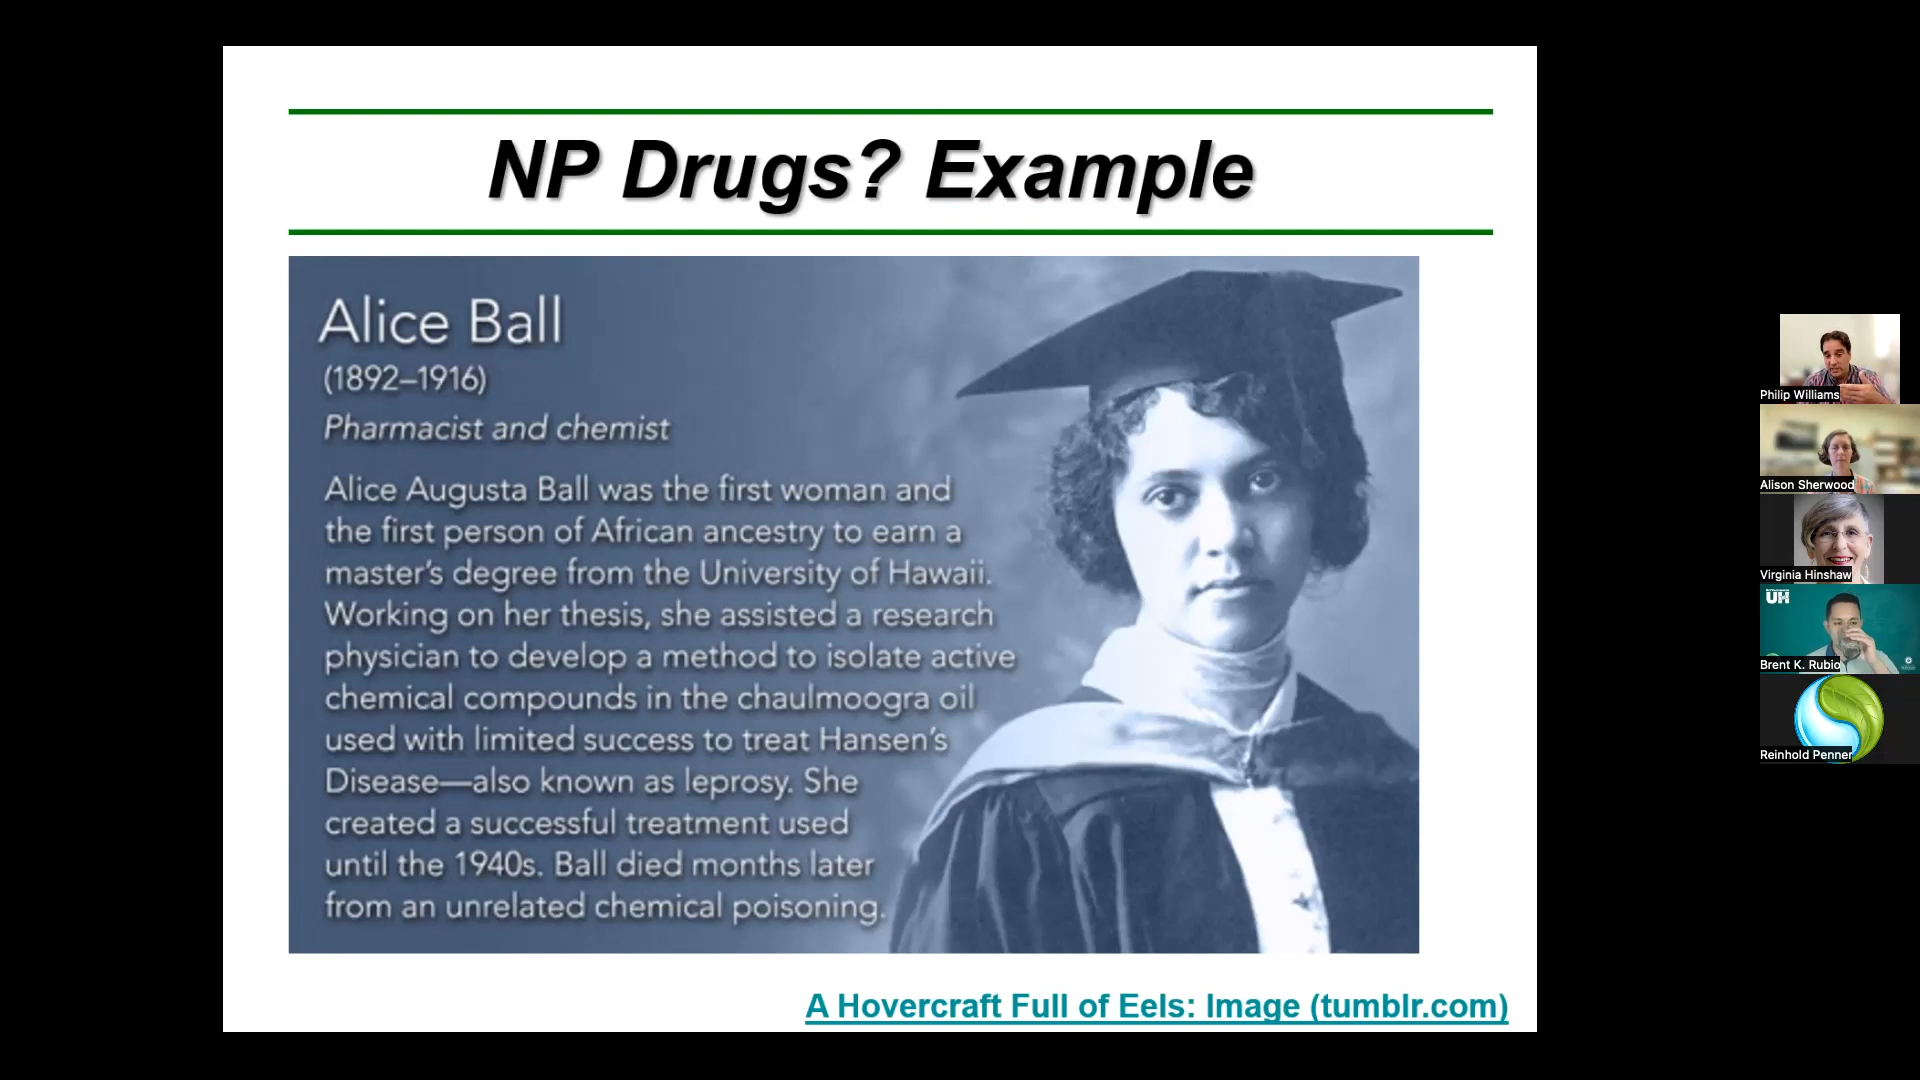 NP Drugs? Example
Alice Ball
(1892–1916)
Pharmacist and chemist
Alice Augusta Ball was the first woman and
the first person of African ancestry to earn a
master's degree from the University of Hawaii.
Working on her thesis, she assisted a research
physician to develop a method to isolate active
chemical compounds in the chaulmoogra oil
used with limited success to treat Hansen's
Disease—also known as leprosy. She
created a successful treatment used
until the 1940s. Ball died months later
from an unrelated chemical poisoning.
A Hovercraft Full of Eels: Image (tumblr.com)
Philip Williams
Alison Sherwood
Virginia Hinshaw
UH
Brent K. Rubio
Reinhold Penner